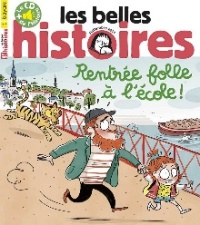 les belles
histoires
Rentrée folle
à l'école !